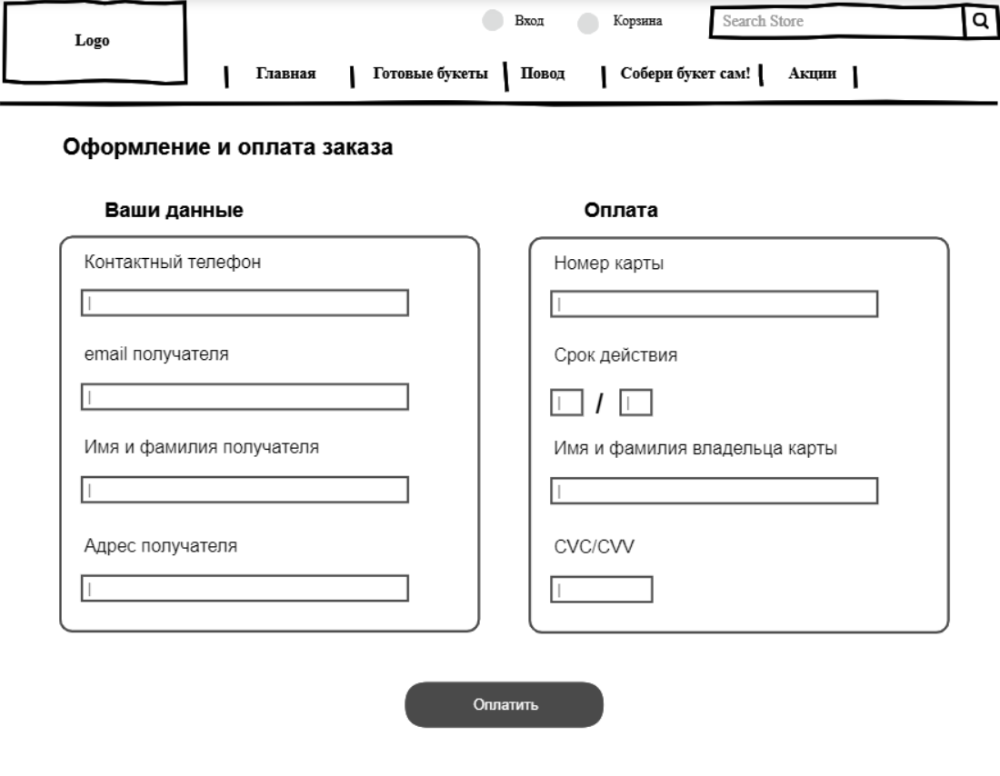 Logo
Вход
Корзина
Search Store
Главная
Готовые букеты
Повод
Собери букет сам!
Акции
Оформление и оплата заказа
Ваши данные
Контактный телефон
email получателя
Имя и фамилия получателя
Адрес получателя
Оплата
Номер карты
Срок действия
/
Имя и фамилия владельца карты
CVC/CVV
Оплатить